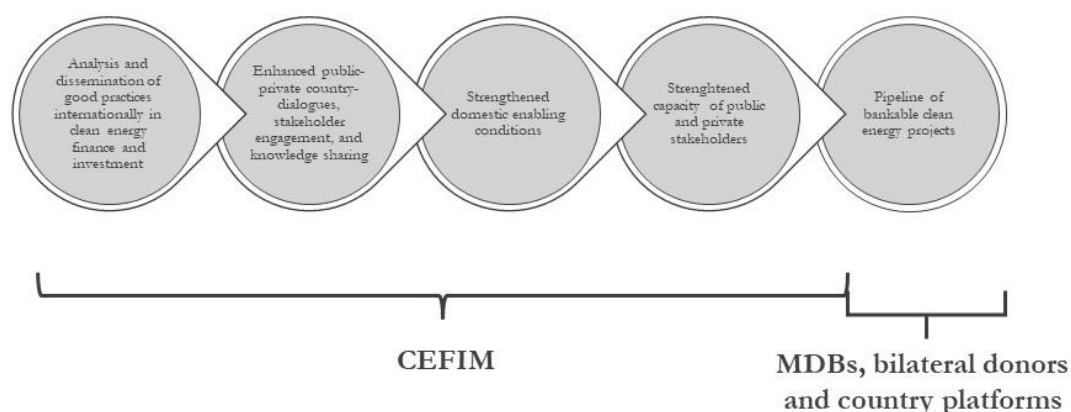 Analysis and
dissemination of
good practices
internationally in
clean energy
finance and
investment
Enhanced public-
private country-
dialogues,
stakeholder
engagement, and
knowledge sharing
Strengthened
domestic enabling
conditions
Strenghtened
capacity of public
and private
stakeholders
Pipeline of
bankable clean
energy projects
CEFIM
MDBs, bilateral donors
and country platforms